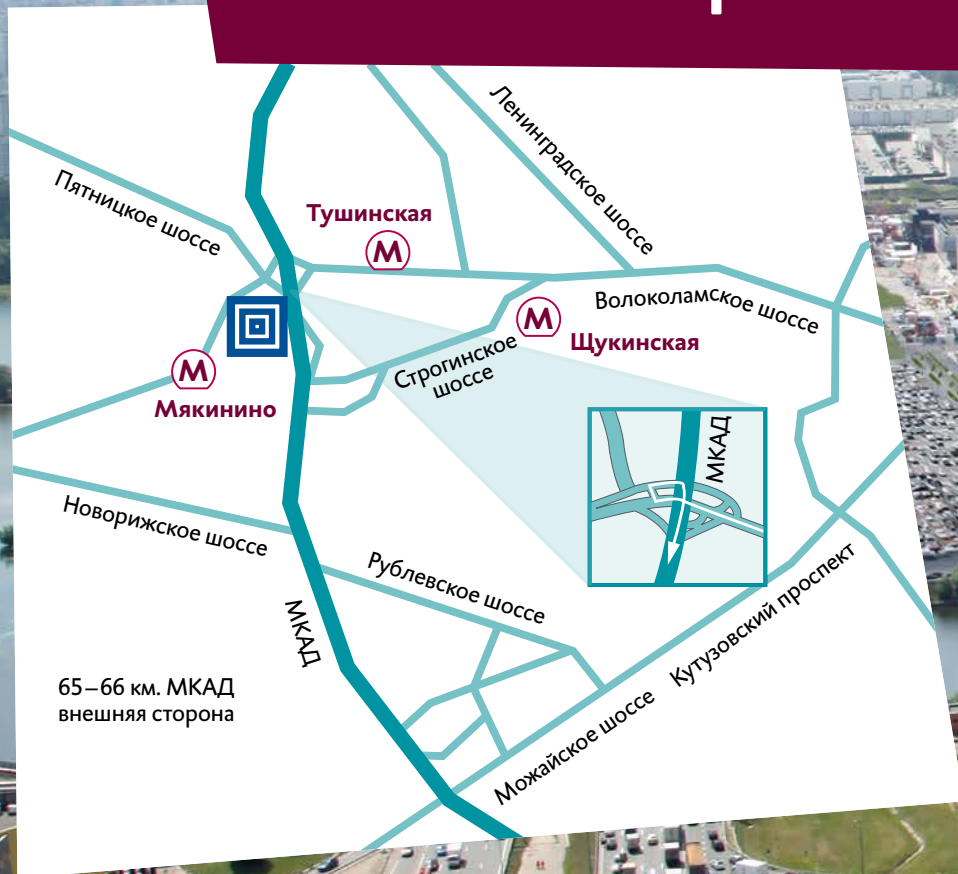 Ленинградское шоссе
Пятницкое шоссе
Тушинская
М
Волоколамское шоссе
М
Щукинская
Строгинское
шоссе
М
Мякинино
МКАД
Новорижское шоссе
Рублевское шоссе
МКАД
Кутузовский проспект
65–66 км. МКАД
внешняя сторона
Можайское шоссе